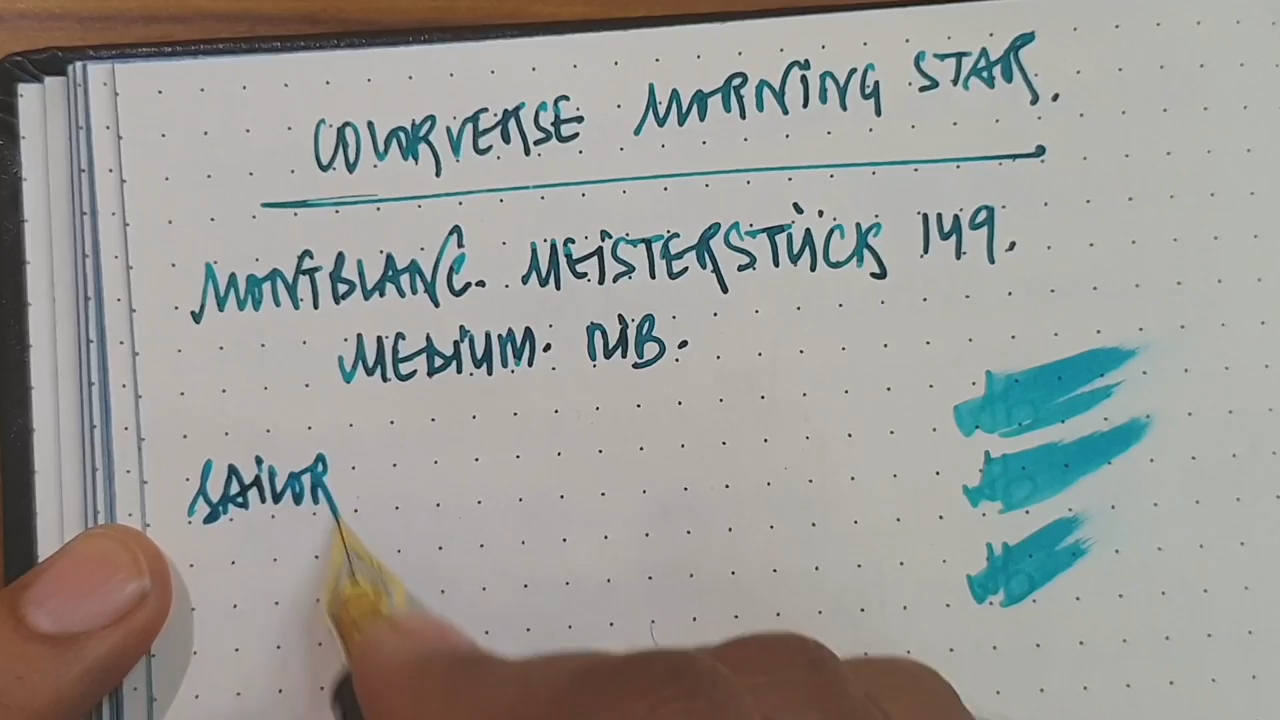 COLORVERSE MORNING STAR.
MONTBLANC. MEISTERSTÜCK 149.
MEDIUM. NIB.
SAILOR